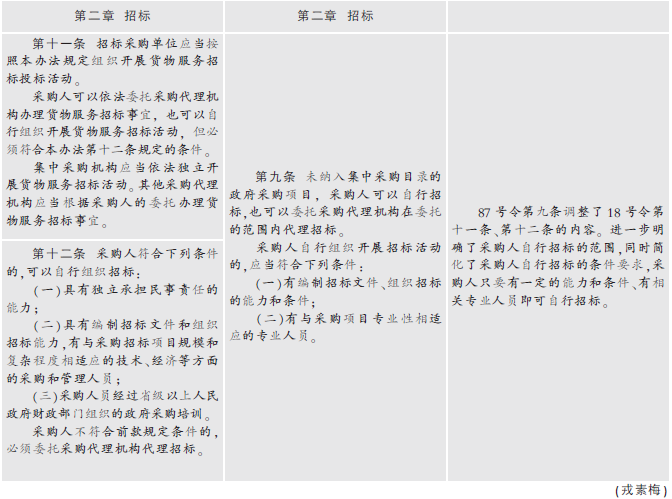 第二章 招标
第十一条 招标采购单位应当按
照本办法规定组织开展货物服务招
标投标活动。
采购人可以依法委托采购代理机
构办理货物服务招标事宜，也可以自
行组织开展货物服务招标活动，但必
须符合本办法第十二条规定的条件。
集中采购机构应当依法独立开
展货物服务招标活动。其他采购代理
机构应当根据采购人的委托办理货
物服务招标事宜。
第十二条 采购人符合下列条件
的，可以自行组织招标：
(一)具有独立承担民事责任的
能力；
(二)具有编制招标文件和组织
招标能力，有与采购招标项目规模和
复杂程度相适应的技术、经济等方面
的采购和管理人员；
(三)采购人员经过省级以上人民
政府财政部门组织的政府采购培训。
采购人不符合前款规定条件的，
必须委托采购代理机构代理招标。
第二章 招标
第九条 未纳入集中采购目录的
政府采购项目，采购人可以自行招
标，也可以委托采购代理机构在委托
的范围内代理招标。
采购人自行组织开展招标活动
的，应当符合下列条件：
(一)有编制招标文件、组织招标
的能力和条件；
(二)有与采购项目专业性相适
应的专业人员。
87号令第九条调整了18号令第
十一条、第十二条的内容。进一步明
确了采购人自行招标的范围，同时简
化了采购人自行招标的条件要求，采
购人只要有一定的能力和条件、有相
关专业人员即可自行招标。
(戎素梅)